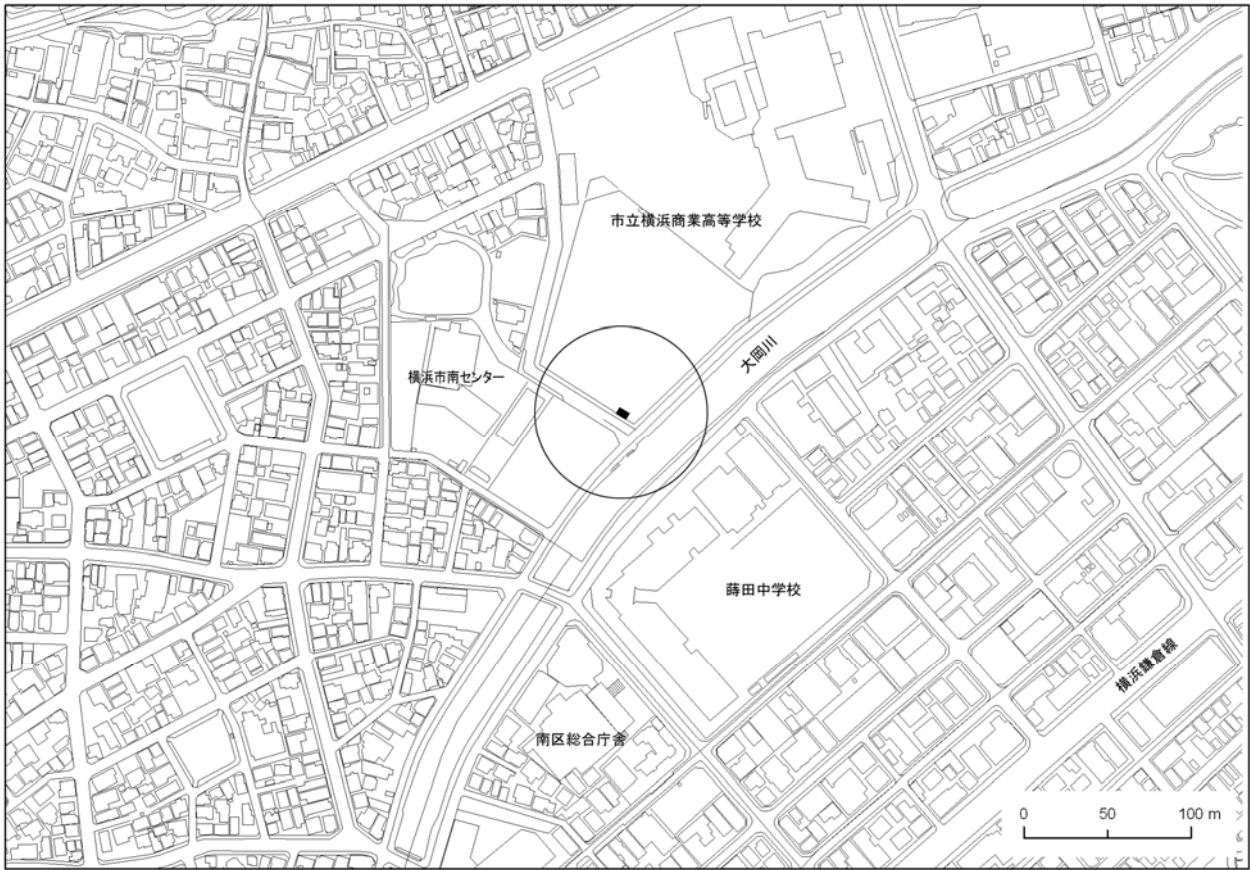 市立横浜商業高等学校
大岡川
横浜市南センター
蒔田中学校
横浜鎌倉線
南区総合庁舎
0 50 100 m